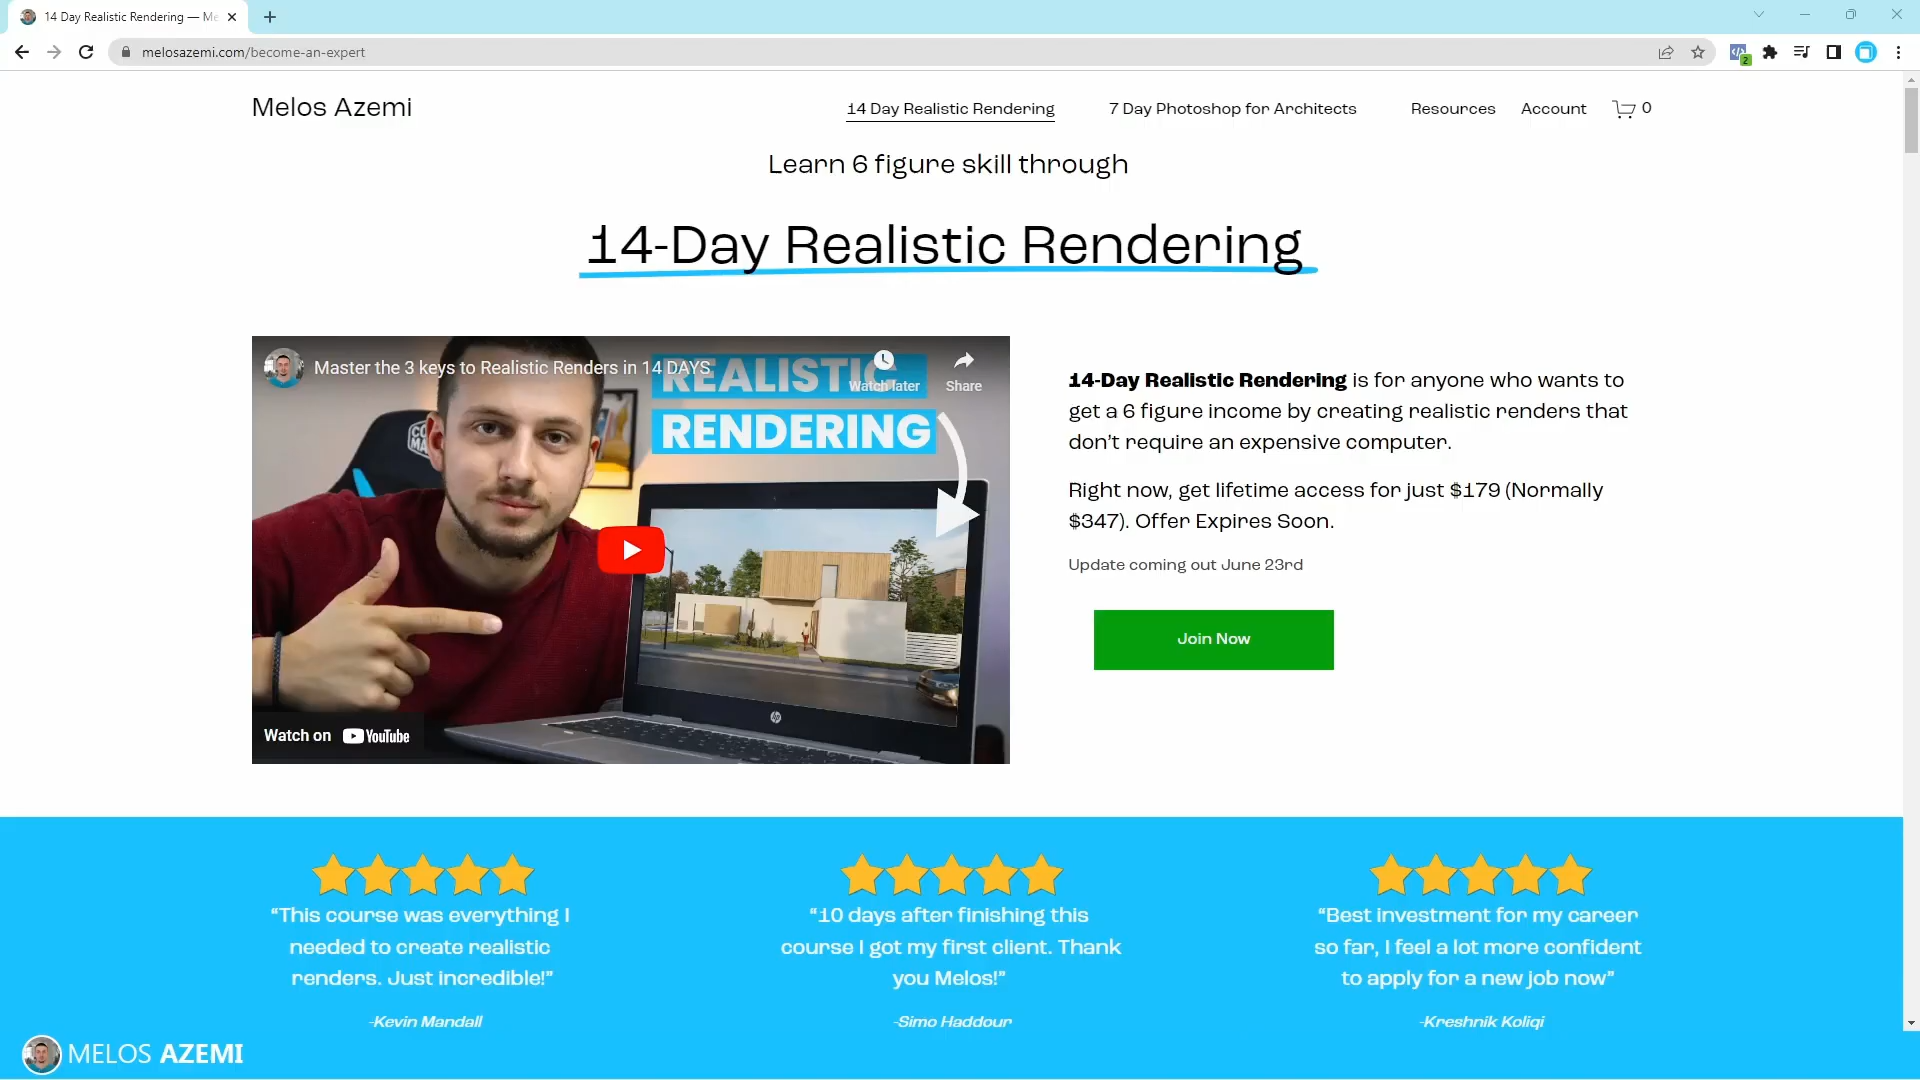 14 Day Realistic Rendering — Me
melosazemi.com/become-an-expert
2
Melos Azemi
14 Day Realistic Rendering
7 Day Photoshop for Architects
Resources
Account
0
Learn 6 figure skill through
14-Day Realistic Rendering
Master the 3 keys to Realistic Renders in 14 DAYS
Watch later
Share
REALISTIC
RENDERING
hp
Watch on YouTube
14-Day Realistic Rendering is for anyone who wants to
get a 6 figure income by creating realistic renders that
don't require an expensive computer.
Right now, get lifetime access for just $179 (Normally
$347). Offer Expires Soon.
Update coming out June 23rd
Join Now
“This course was everything I
needed to create realistic
renders. Just incredible!”
-Kevin Mandall
“10 days after finishing this
course I got my first client. Thank
you Melos!”
-Simo Haddour
“Best investment for my career
so far, I feel a lot more confident
to apply for a new job now”
-Kreshnik Koliqi
MELOS AZEMI